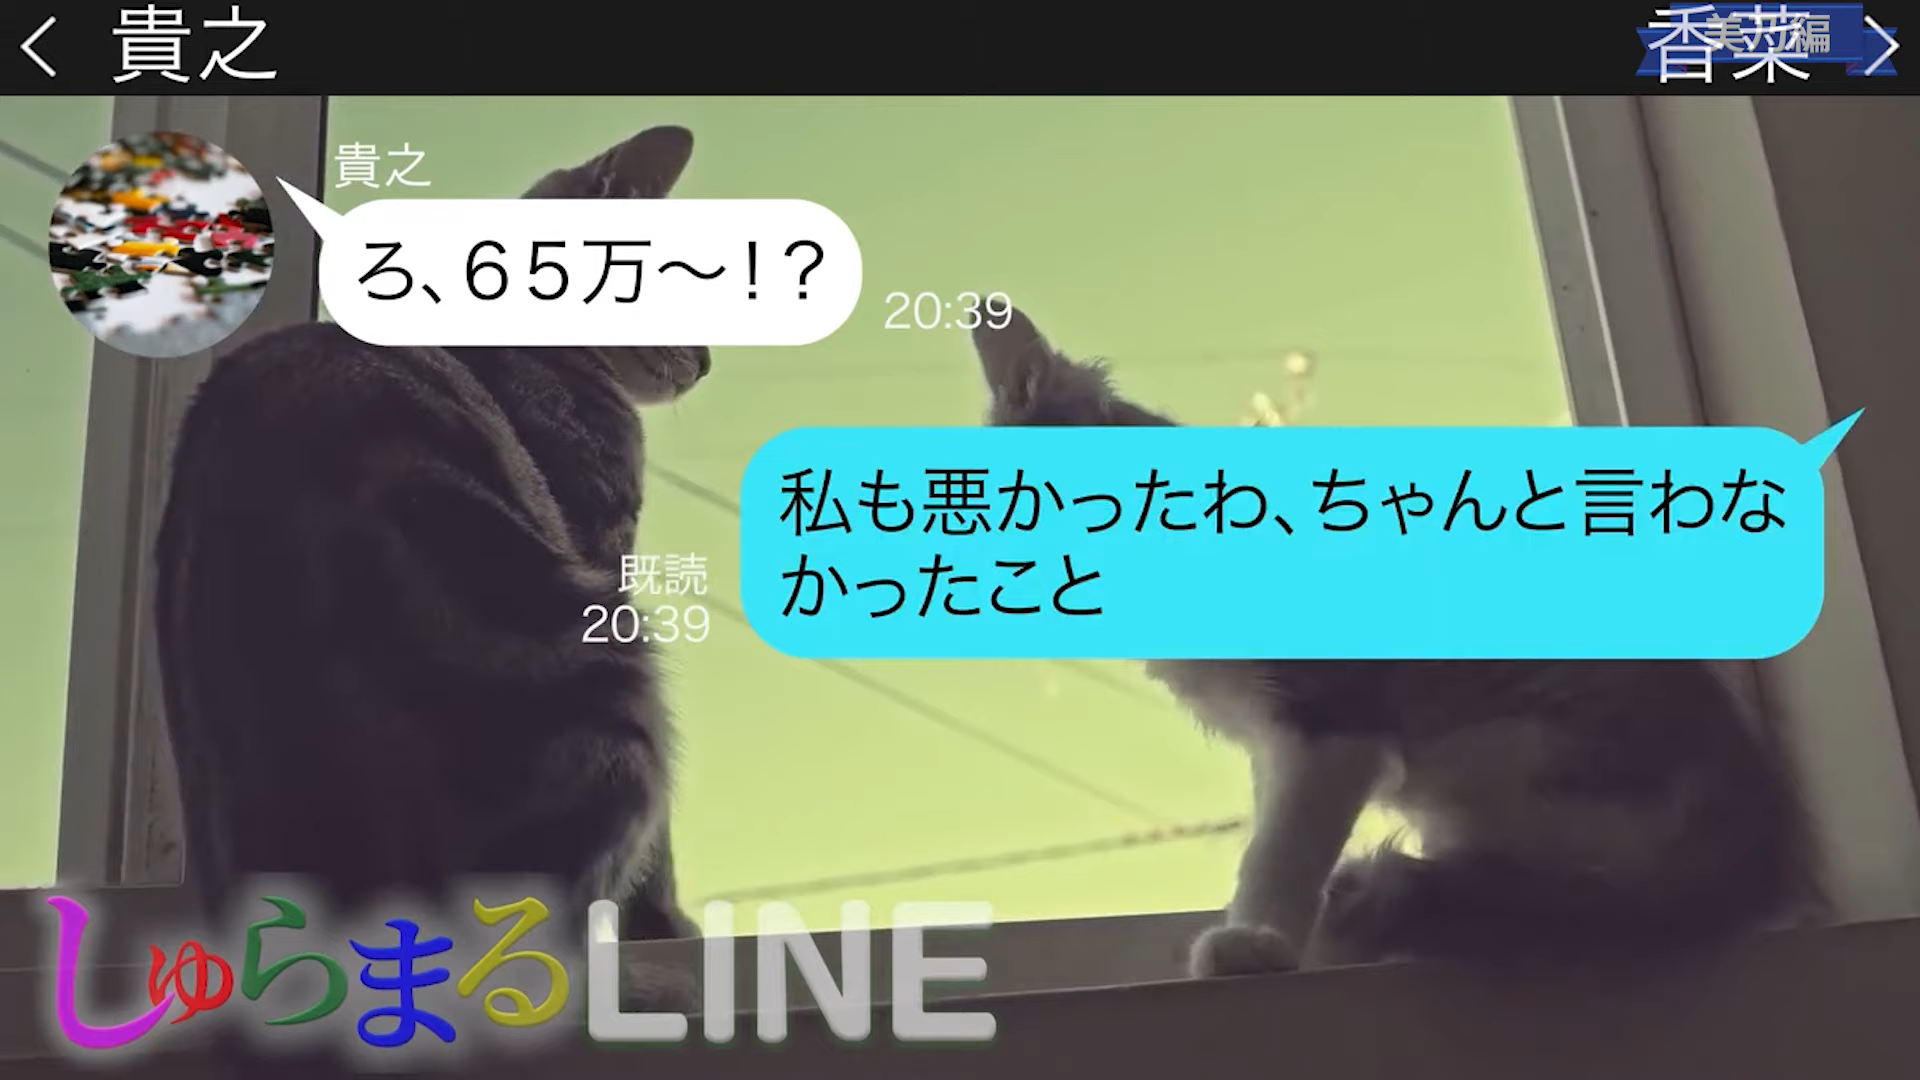 貴之
香菜
貴之
ろ、65万〜!?
20:39
私も悪かったわ、ちゃんと言わな
かったこと
既読
20:39
しゅらまるLINE